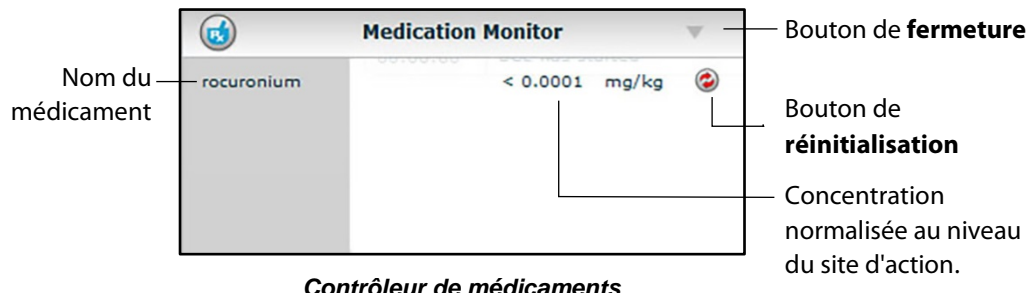 Medication Monitor
Bouton de fermeture
Nom du
médicament
rocuronium
< 0.0001 mg/kg
Bouton de
réinitialisation
Concentration
normalisée au niveau
du site d'action.
Contrôleur de médicaments